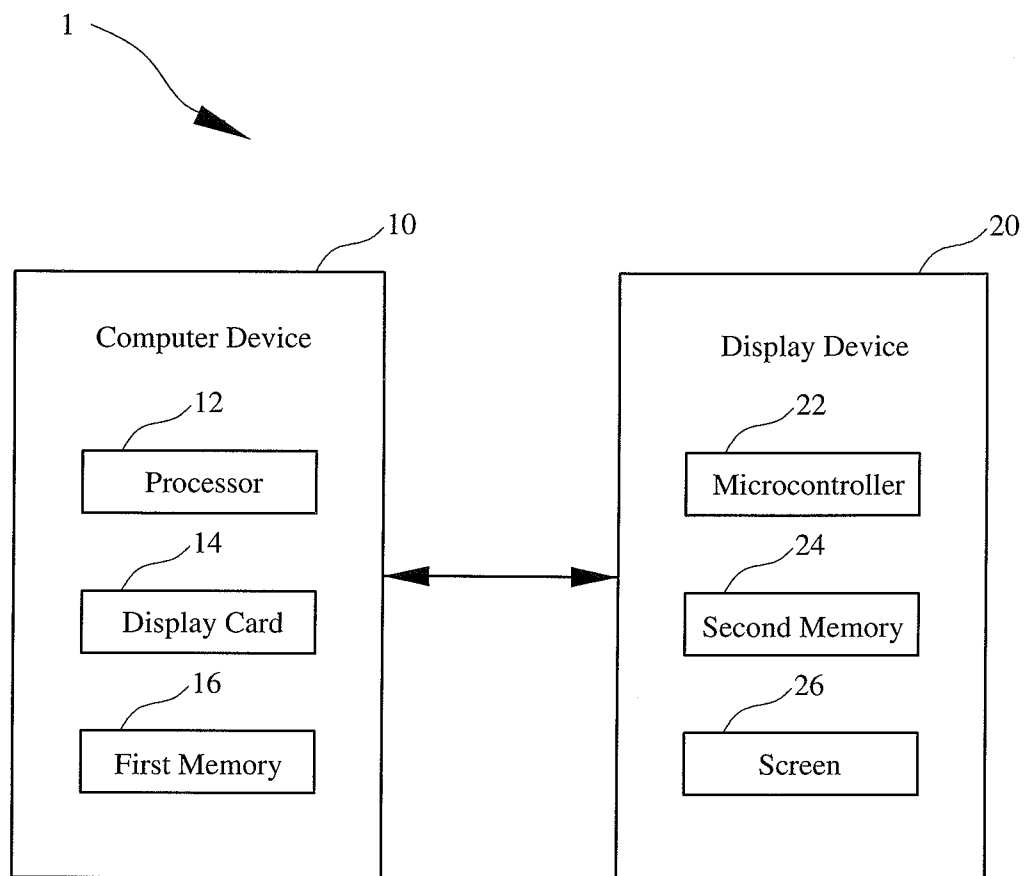 1
10
Computer Device
12
Processor
14
Display Card
16
First Memory
20
Display Device
22
Microcontroller
24
Second Memory
26
Screen